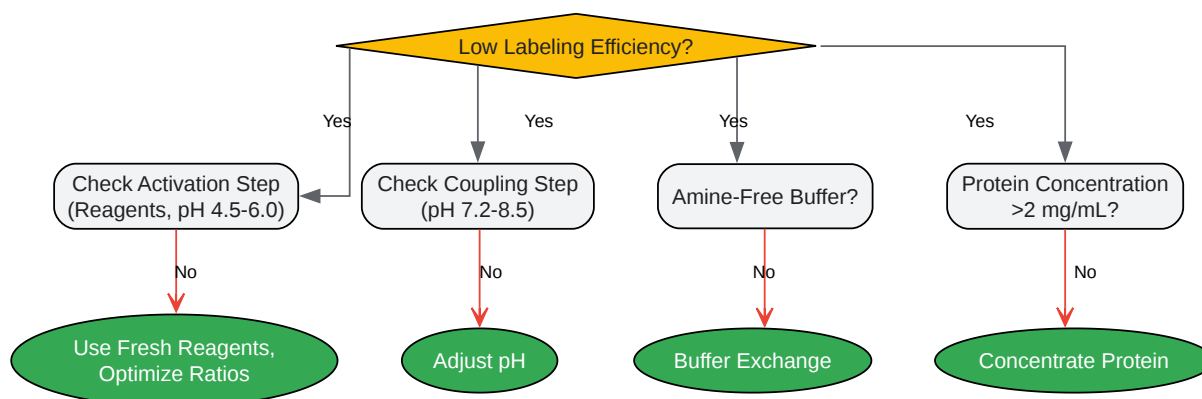 Low Labeling Efficiency?
Yes
Yes
Yes
Yes
Check Activation Step
(Reagents, pH 4.5-6.0)
Check Coupling Step
(pH 7.2-8.5)
Amine-Free Buffer?
Protein Concentration
>2 mg/mL?
No
No
No
No
Use Fresh Reagents,
Optimize Ratios
Adjust pH
Buffer Exchange
Concentrate Protein